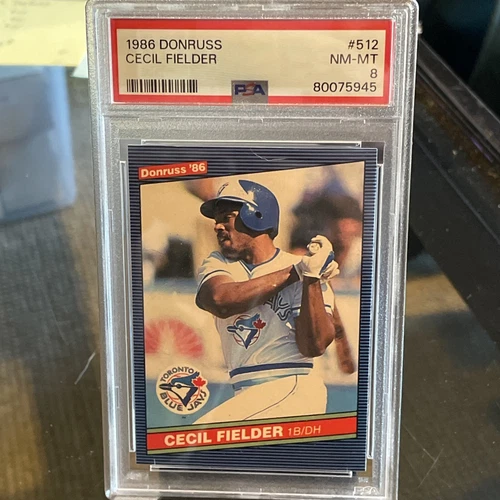 1986 DONRUSS
#512
CECIL FIELDER
NM-MT
8
PSA
80075945
Donruss '86
TORONTO
BLUE JAYS
CECIL FIELDER 1B/DH